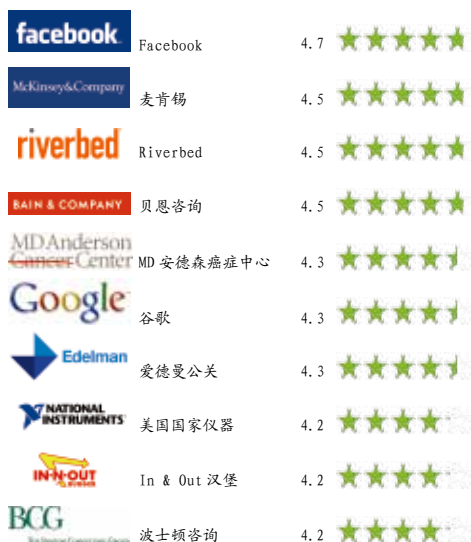 facebook Facebook 4.7
McKinsey&Company 麦肯锡 4.5
riverbed Riverbed 4.5
BAIN & COMPANY 贝恩咨询 4.5
MD Anderson
Cancer Center MD 安德森癌症中心 4.3
Google 谷歌 4.3
Edelman 爱德曼公关 4.3
NATIONAL
INSTRUMENTS 美国国家仪器 4.2
IN-N-OUT
BURGER In & Out 汉堡 4.2
BCG
The Boston Consulting Group 波士顿咨询 4.2